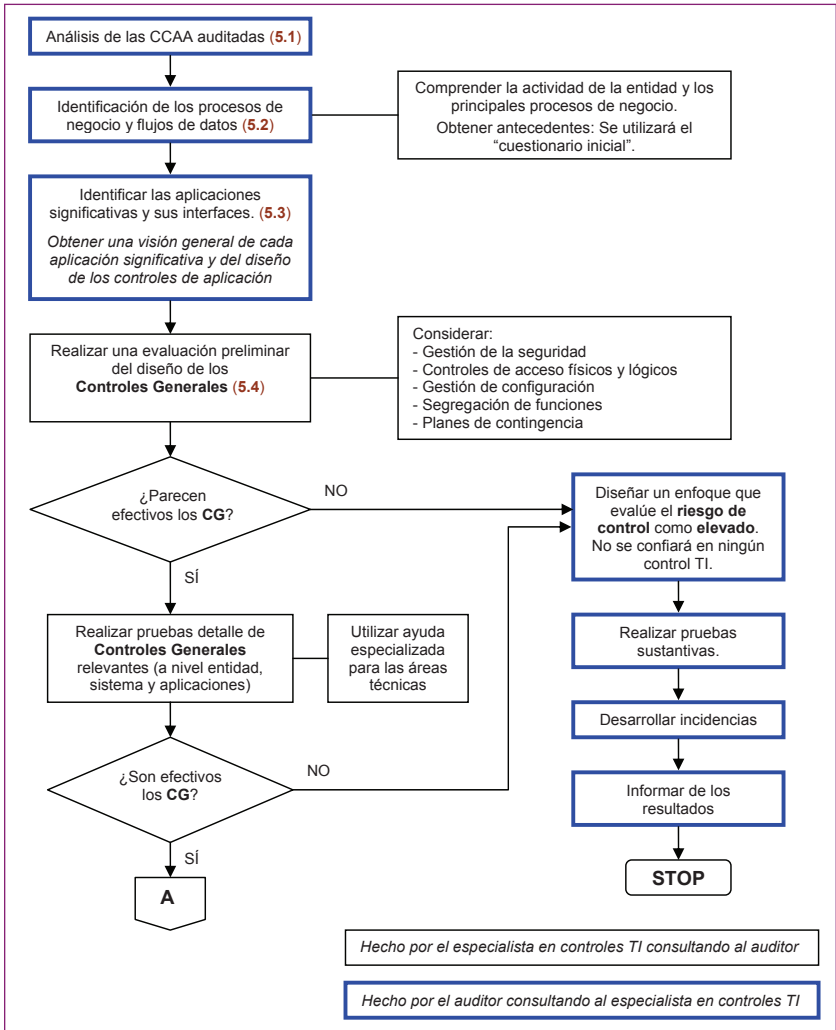 Análisis de las CCAA auditadas (5.1)
Identificación de los procesos de
negocio y flujos de datos (5.2)
Comprender la actividad de la entidad y los
principales procesos de negocio.
Obtener antecedentes: Se utilizará el
“cuestionario inicial”.
Identificar las aplicaciones
significativas y sus interfaces. (5.3)
Obtener una visión general de cada
aplicación significativa y del diseño
de los controles de aplicación
Realizar una evaluación preliminar
del diseño de los
Controles Generales (5.4)
Considerar:
- Gestión de la seguridad
- Controles de acceso físicos y lógicos
- Gestión de configuración
- Segregación de funciones
- Planes de contingencia
¿Parecen
efectivos los CG?
NO
SÍ
Diseñar un enfoque que
evalúe el riesgo de
control como elevado.
No se confiará en ningún
control TI.
Realizar pruebas detalle de
Controles Generales
relevantes (a nivel entidad,
sistema y aplicaciones)
Utilizar ayuda
especializada
para las áreas
técnicas
Realizar pruebas
sustantivas.
Desarrollar incidencias
¿Son efectivos
los CG?
NO
SÍ
Informar de los
resultados
A
STOP
Hecho por el especialista en controles TI consultando al auditor
Hecho por el auditor consultando al especialista en controles TI